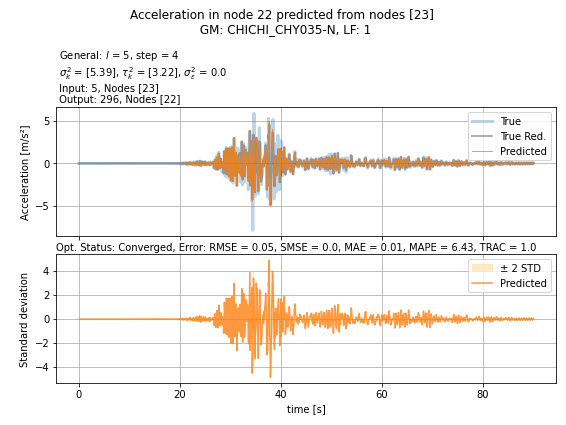 Acceleration in node 22 predicted from nodes [23]
GM: CHICHI_CHY035-N, LF: 1
General: l = 5, step = 4
σ²ₖ = [5.39], τ²ₖ = [3.22], σ²ε = 0.0
Input: 5, Nodes [23]
Output: 296, Nodes [22]
Acceleration [m/s²]
5
0
−5
True
True Red.
Predicted
Opt. Status: Converged, Error: RMSE = 0.05, SMSE = 0.0, MAE = 0.01, MAPE = 6.43, TRAC = 1.0
Standard deviation
4
2
0
−2
−4
± 2 STD
Predicted
0 20 40 60 80
time [s]